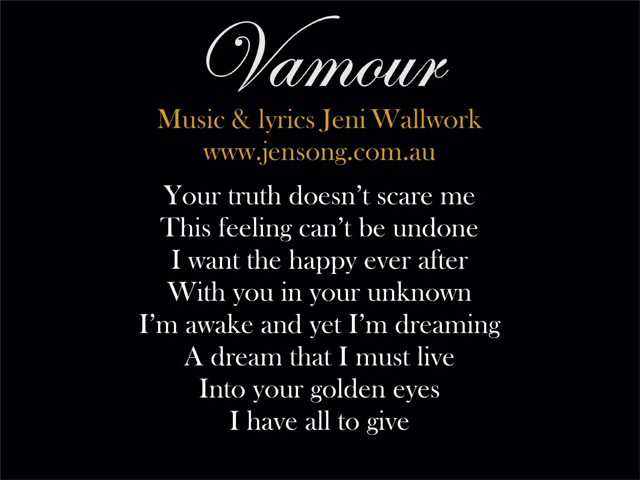 Vamour
Music & lyrics Jeni Wallwork
www.jensong.com.au
Your truth doesn’t scare me
This feeling can’t be undone
I want the happy ever after
With you in your unknown
I’m awake and yet I’m dreaming
A dream that I must live
Into your golden eyes
I have all to give